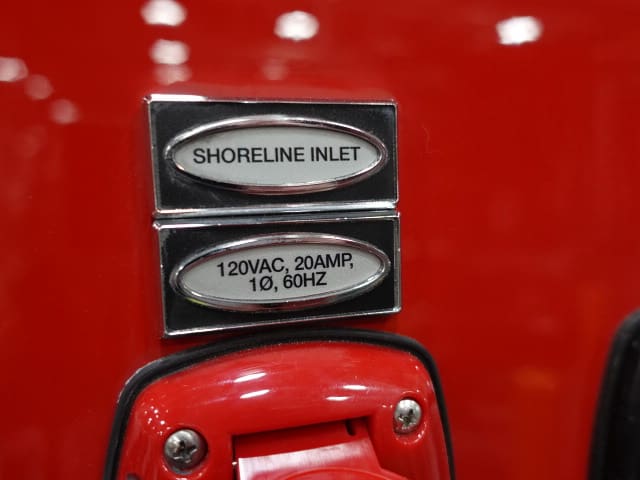 SHORELINE INLET
120VAC, 20AMP,
1Ø, 60HZ